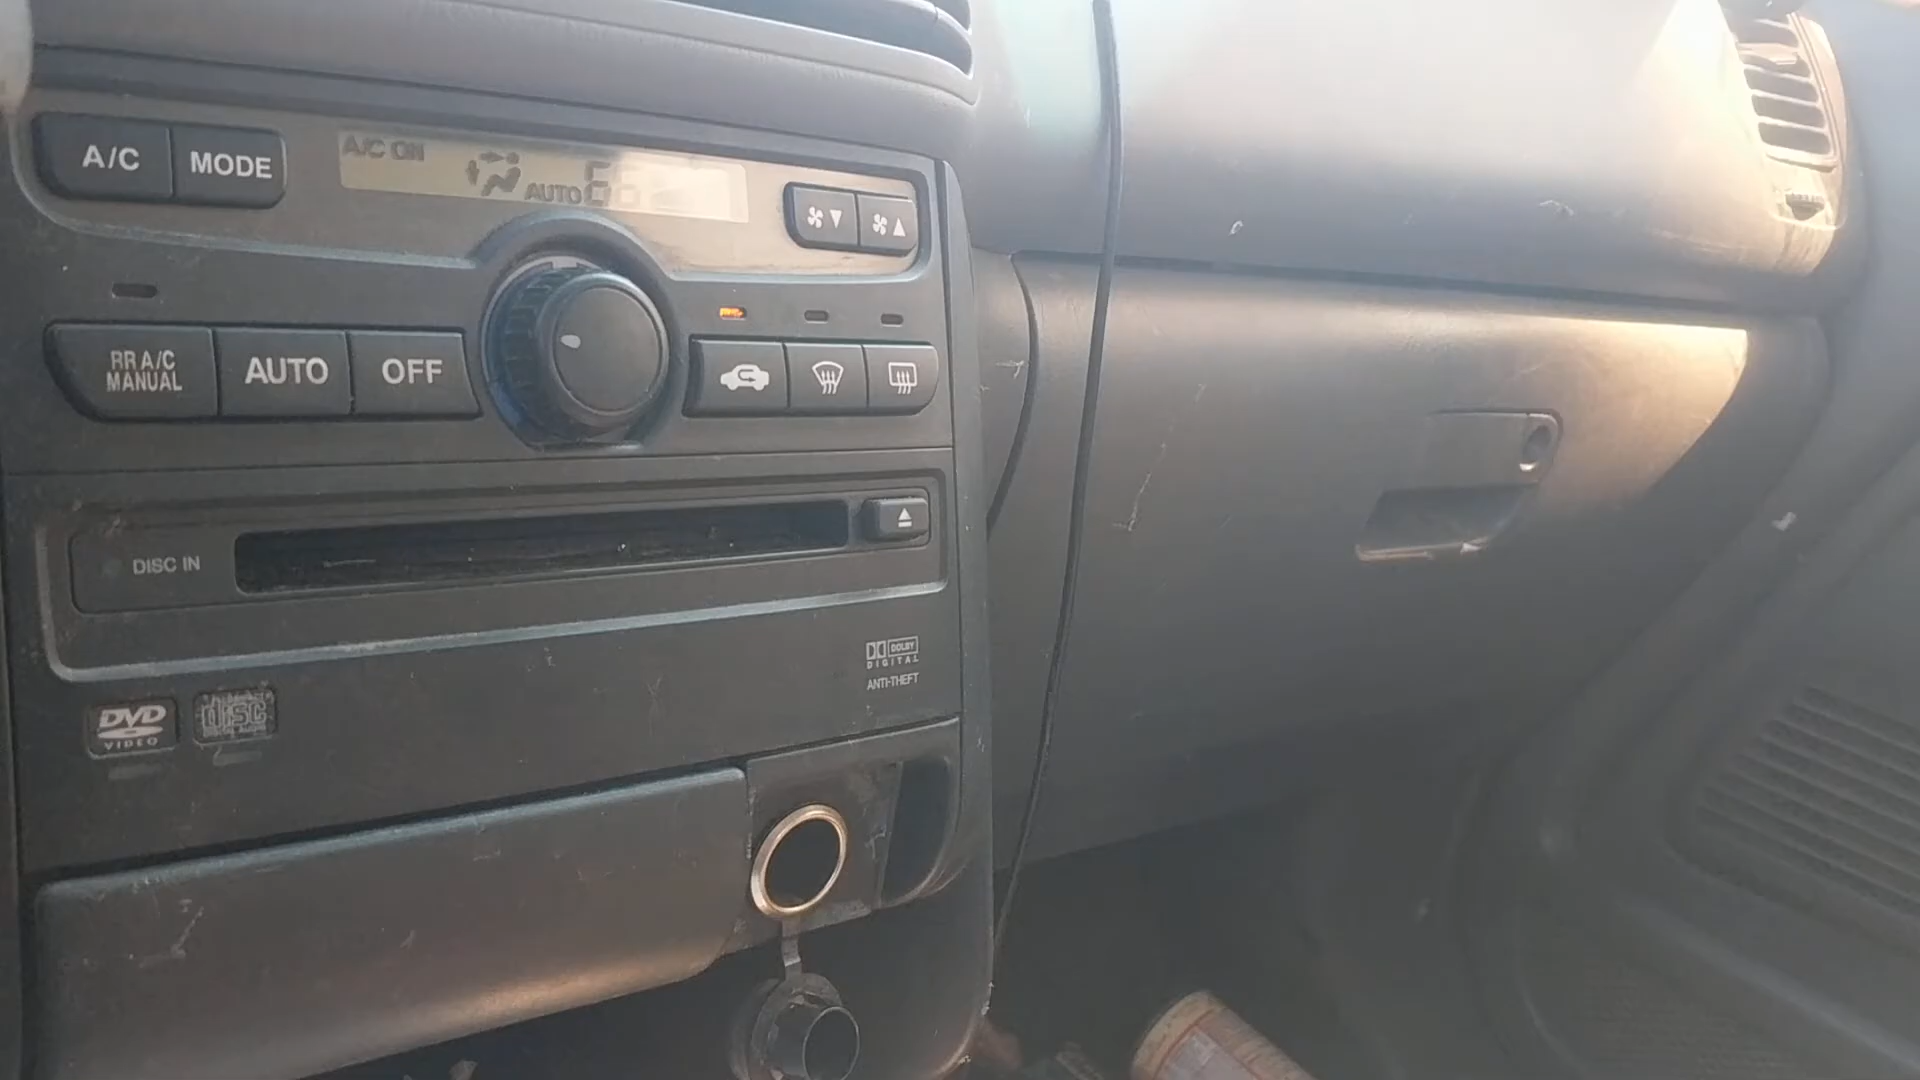 A/C
MODE
A/C ON
AUTO
RR A/C
MANUAL
AUTO
OFF
DISC IN
DOLBY
DIGITAL
ANTI-THEFT
DVD
VIDEO
disc